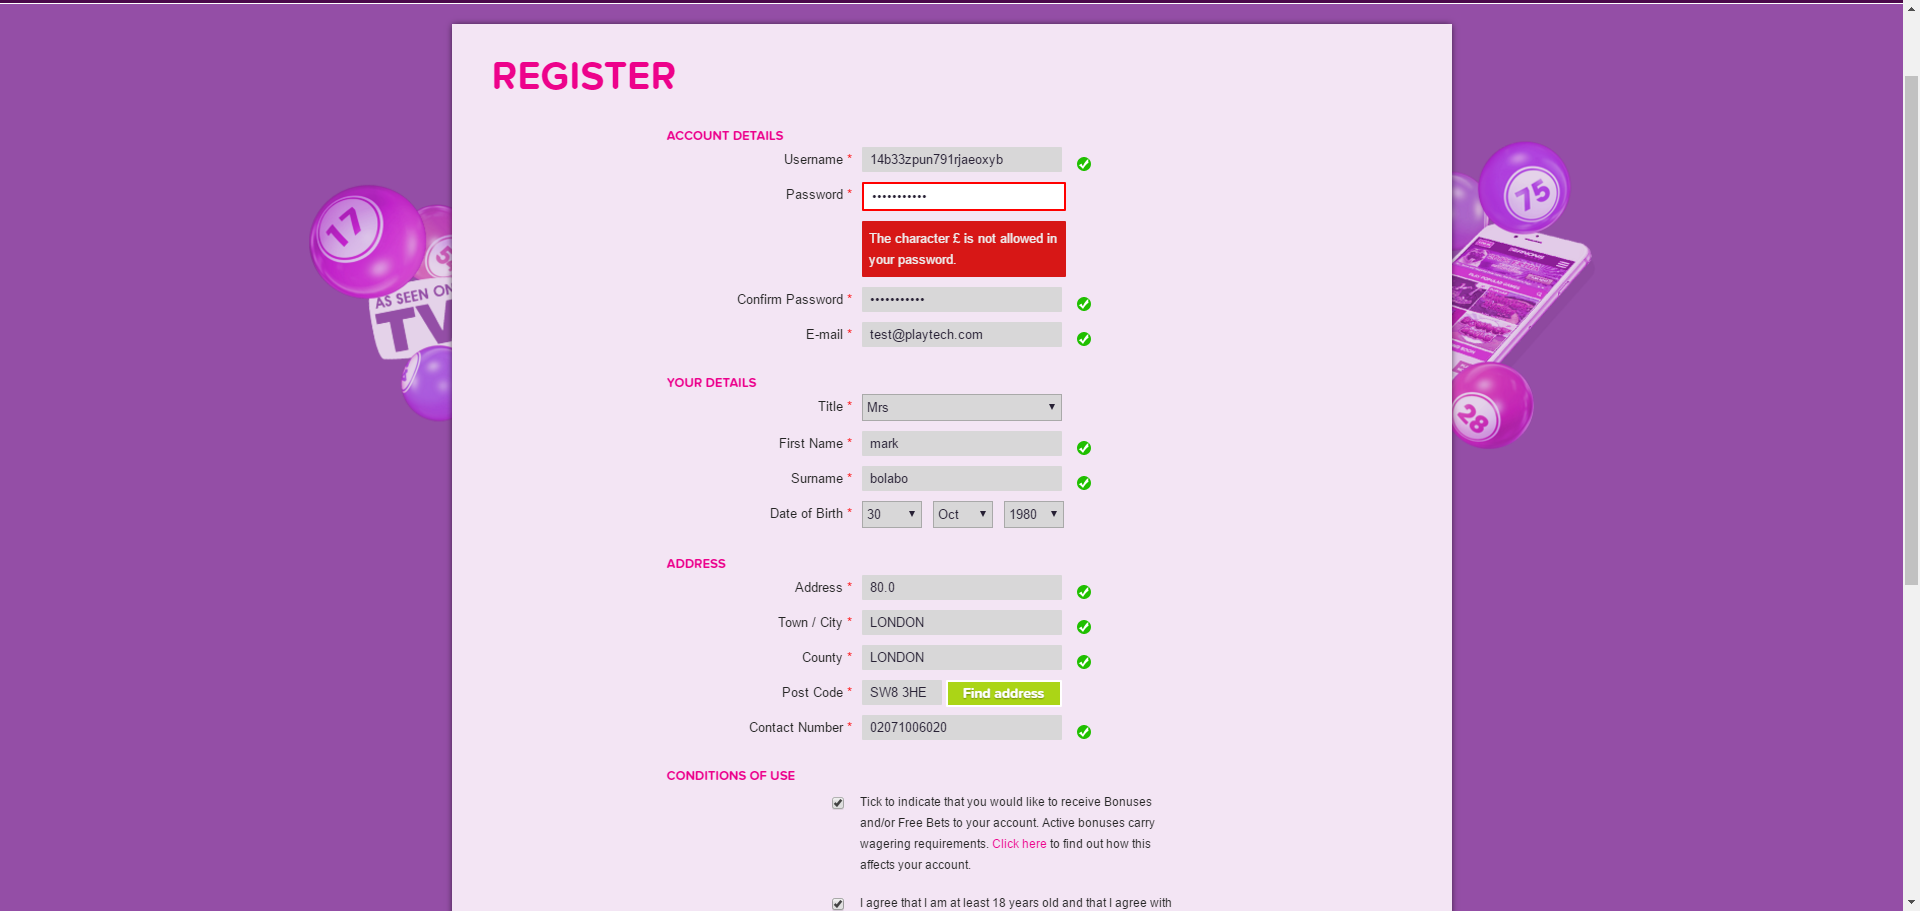 REGISTER
ACCOUNT DETAILS
Username * 14b33zpun791rjaeoxyb
Password * •••••••••••
The character £ is not allowed in
your password.
Confirm Password * •••••••••••
E-mail * test@playtech.com
YOUR DETAILS
Title * Mrs
First Name * mark
Surname * bolabo
Date of Birth * 30 Oct 1980
ADDRESS
Address * 80.0
Town / City * LONDON
County * LONDON
Post Code * SW8 3HE Find address
Contact Number * 02071006020
CONDITIONS OF USE
Tick to indicate that you would like to receive Bonuses
and/or Free Bets to your account. Active bonuses carry
wagering requirements. Click here to find out how this
affects your account.
I agree that I am at least 18 years old and that I agree with
17
AS SEEN ON
TV
75
28